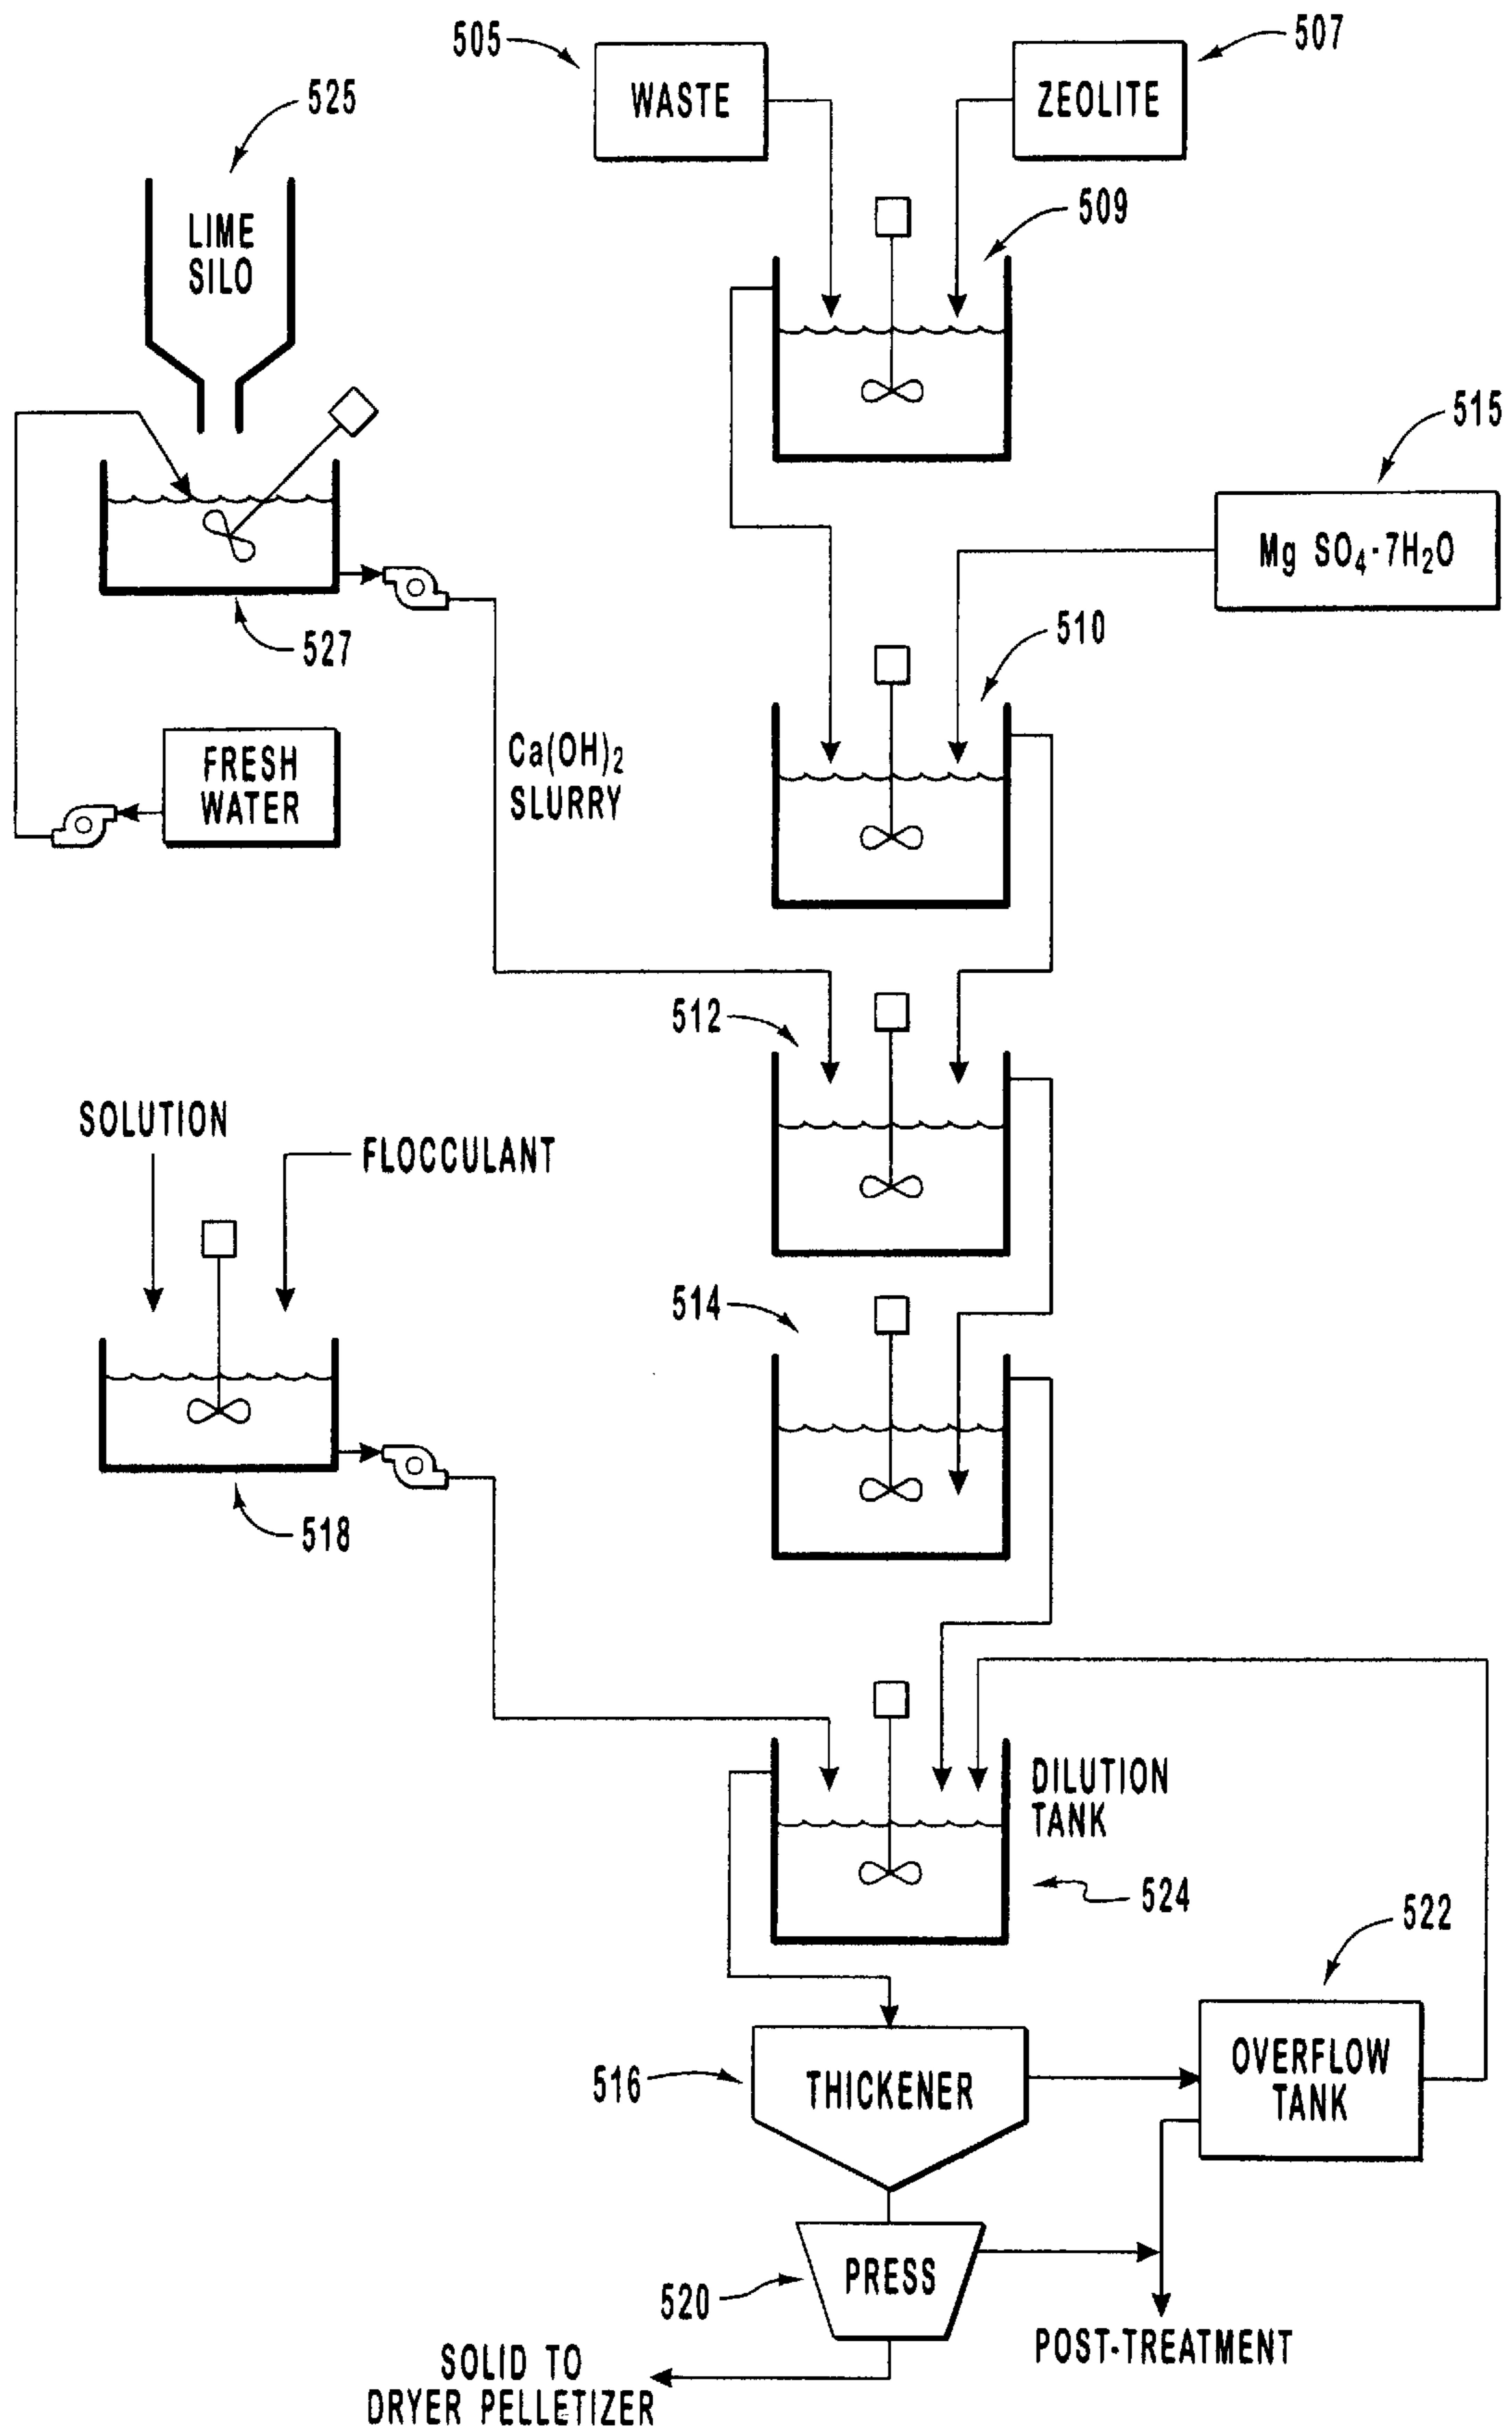 505
WASTE
507
ZEOLITE
525
LIME
SILO
509
515
Mg SO₄·7H₂O
527
510
FRESH
WATER
Ca(OH)₂
SLURRY
512
SOLUTION
FLOCCULANT
514
518
DILUTION
TANK
524
522
OVERFLOW
TANK
516
THICKENER
PRESS
520
POST-TREATMENT
SOLID TO
DRYER PELLETIZER